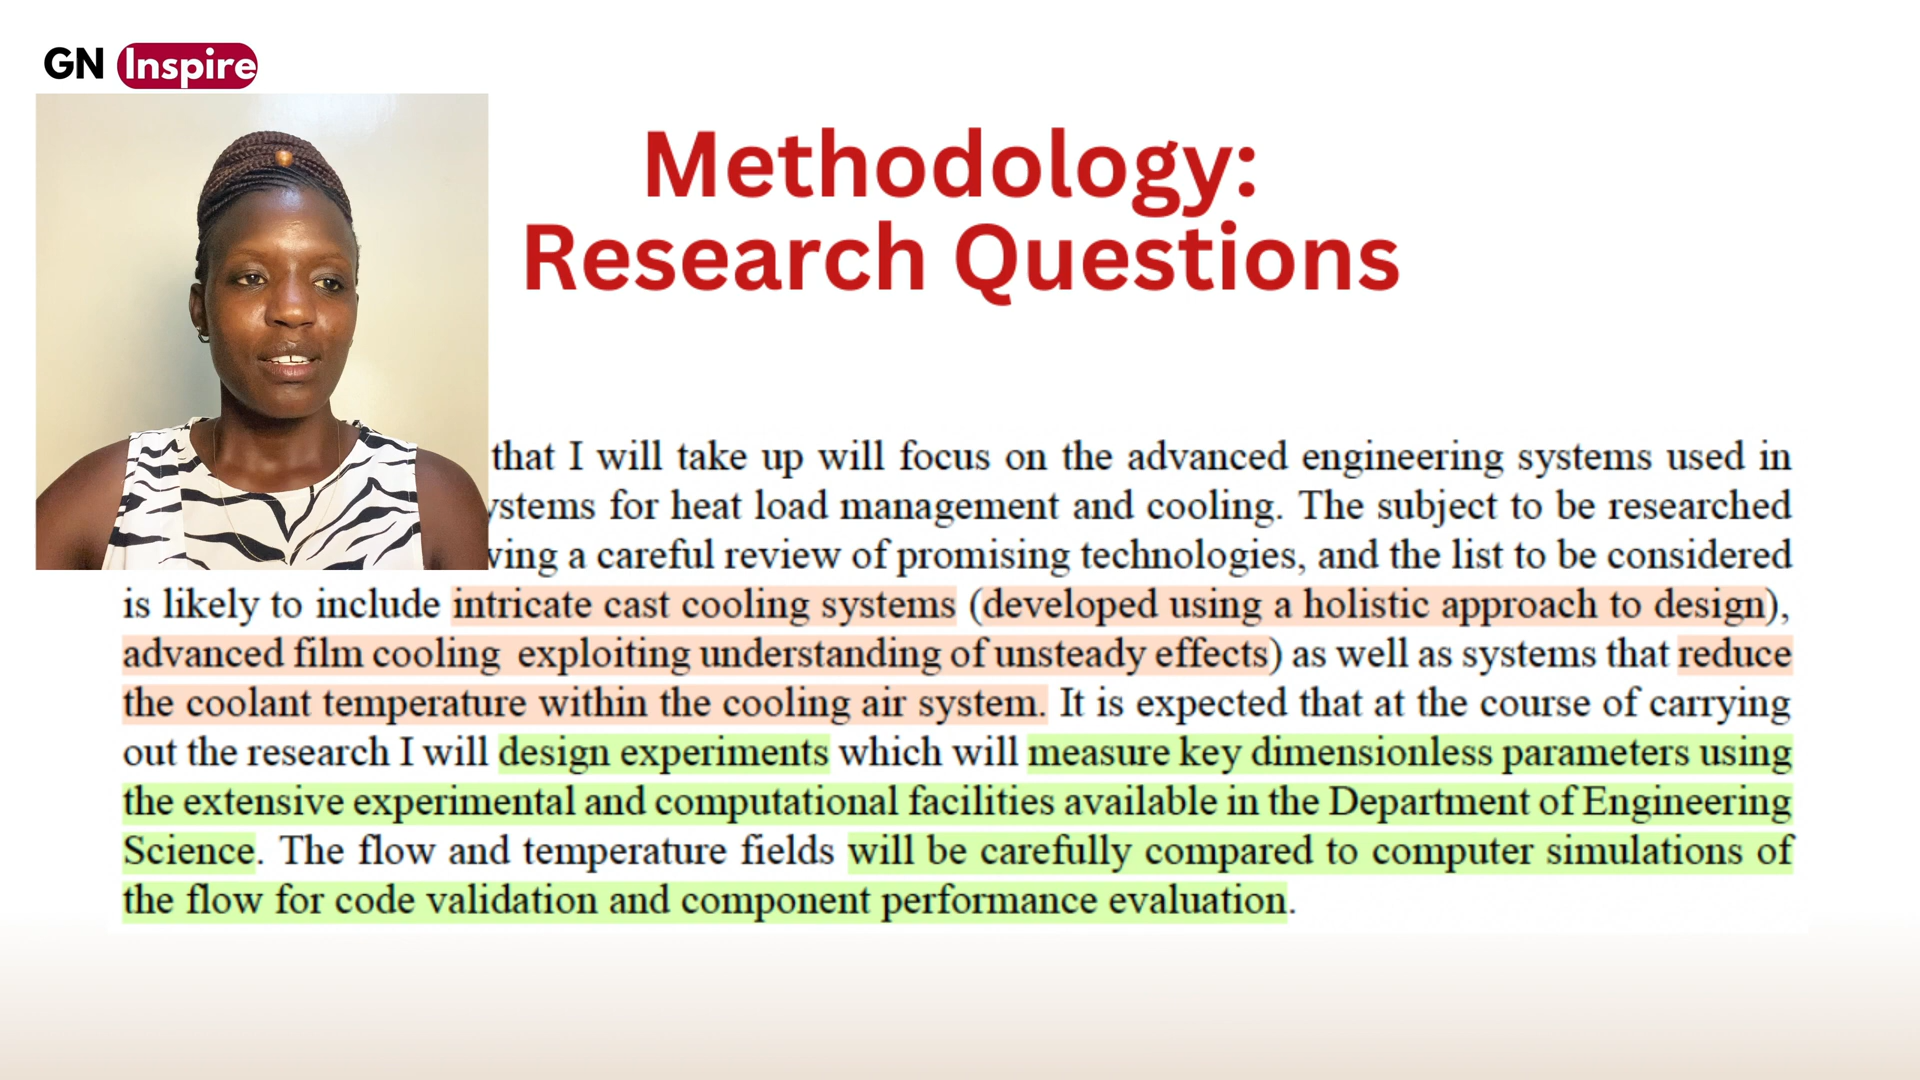 GN Inspire
Methodology:
Research Questions
that I will take up will focus on the advanced engineering systems used in
ystems for heat load management and cooling. The subject to be researched
ving a careful review of promising technologies, and the list to be considered
is likely to include intricate cast cooling systems (developed using a holistic approach to design),
advanced film cooling exploiting understanding of unsteady effects) as well as systems that reduce
the coolant temperature within the cooling air system. It is expected that at the course of carrying
out the research I will design experiments which will measure key dimensionless parameters using
the extensive experimental and computational facilities available in the Department of Engineering
Science. The flow and temperature fields will be carefully compared to computer simulations of
the flow for code validation and component performance evaluation.